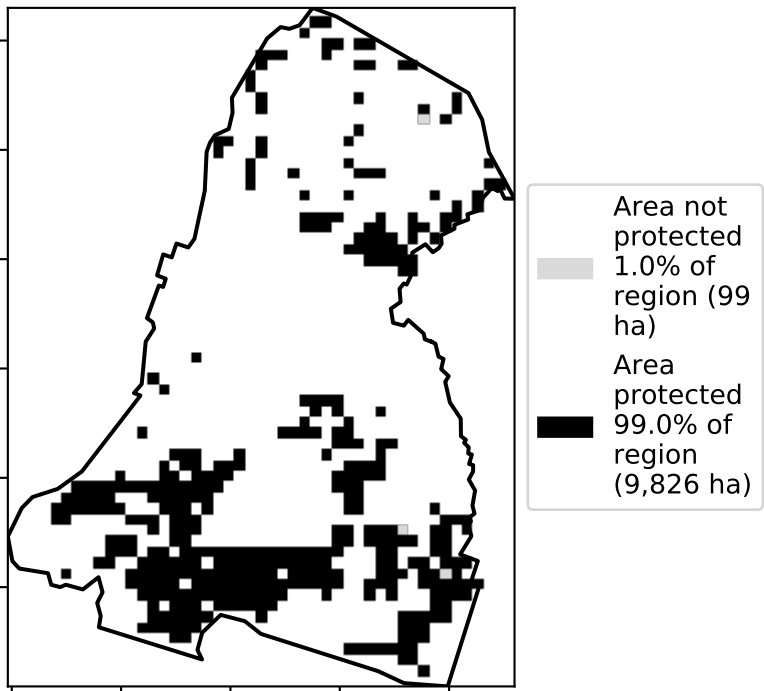 Area not
protected
1.0% of
region (99
ha)
Area
protected
99.0% of
region
(9,826 ha)